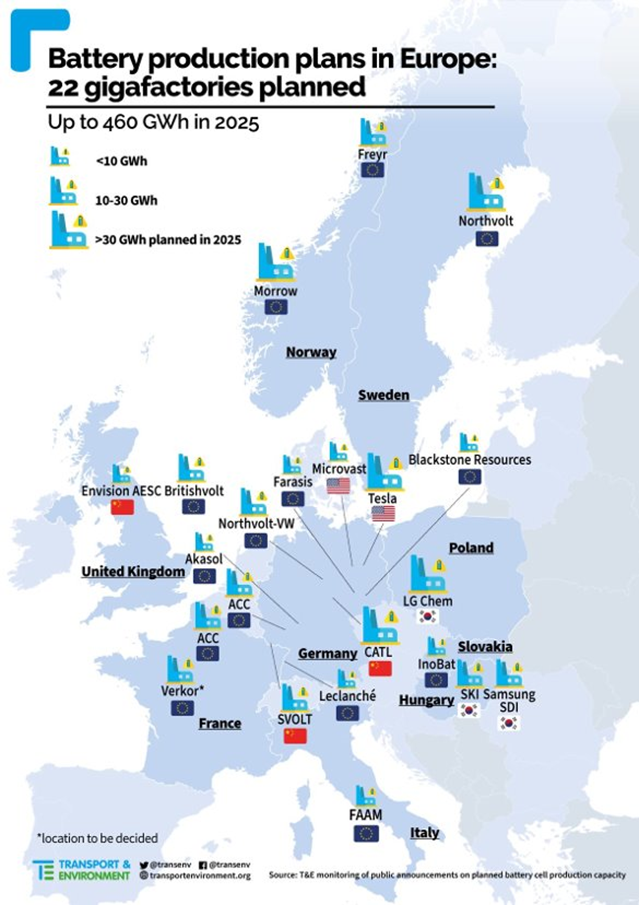 Battery production plans in Europe:
22 gigafactories planned
Up to 460 GWh in 2025
<10 GWh
10-30 GWh
>30 GWh planned in 2025
Freyr
Northvolt
Morrow
Norway
Sweden
Blackstone Resources
Microvast
Farasis
Tesla
Envision AESC
Britishvolt
Northvolt-VW
Akasol
United Kingdom
Poland
ACC
LG Chem
ACC
Germany
CATL
Slovakia
InoBat
Verkor*
Leclanché
Hungary
SKI
Samsung
SDI
France
SVOLT
FAAM
Italy
*location to be decided
TRANSPORT &
ENVIRONMENT
@transenv
@transenv
transportenvironment.org
Source: T&E monitoring of public announcements on planned battery cell production capacity